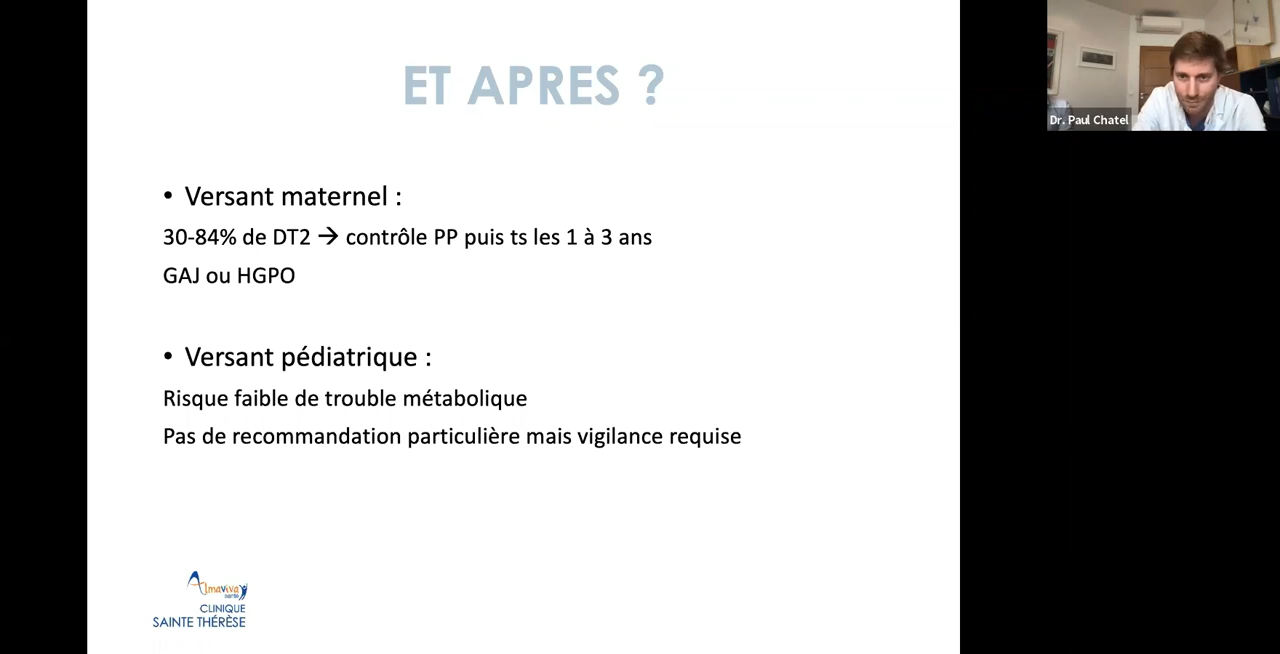 ET APRES ?
Dr. Paul Chatel
• Versant maternel :
30-84% de DT2 → contrôle PP puis ts les 1 à 3 ans
GAJ ou HGPO
• Versant pédiatrique :
Risque faible de trouble métabolique
Pas de recommandation particulière mais vigilance requise
Almaviva
santé
CLINIQUE
SAINTE THÉRÈSE